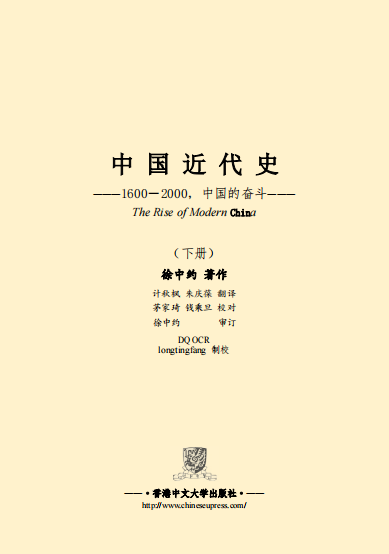 中国近代史
———1600－2000，中国的奋斗———
The Rise of Modern China
（下册）
徐中约 著作
计秋枫 朱庆葆 翻译
茅家琦 钱乘旦 校对
徐中约 审订
DQ OCR
longtingfang 制校
——·香港中文大学出版社·——
http://www.chineseupress.com/